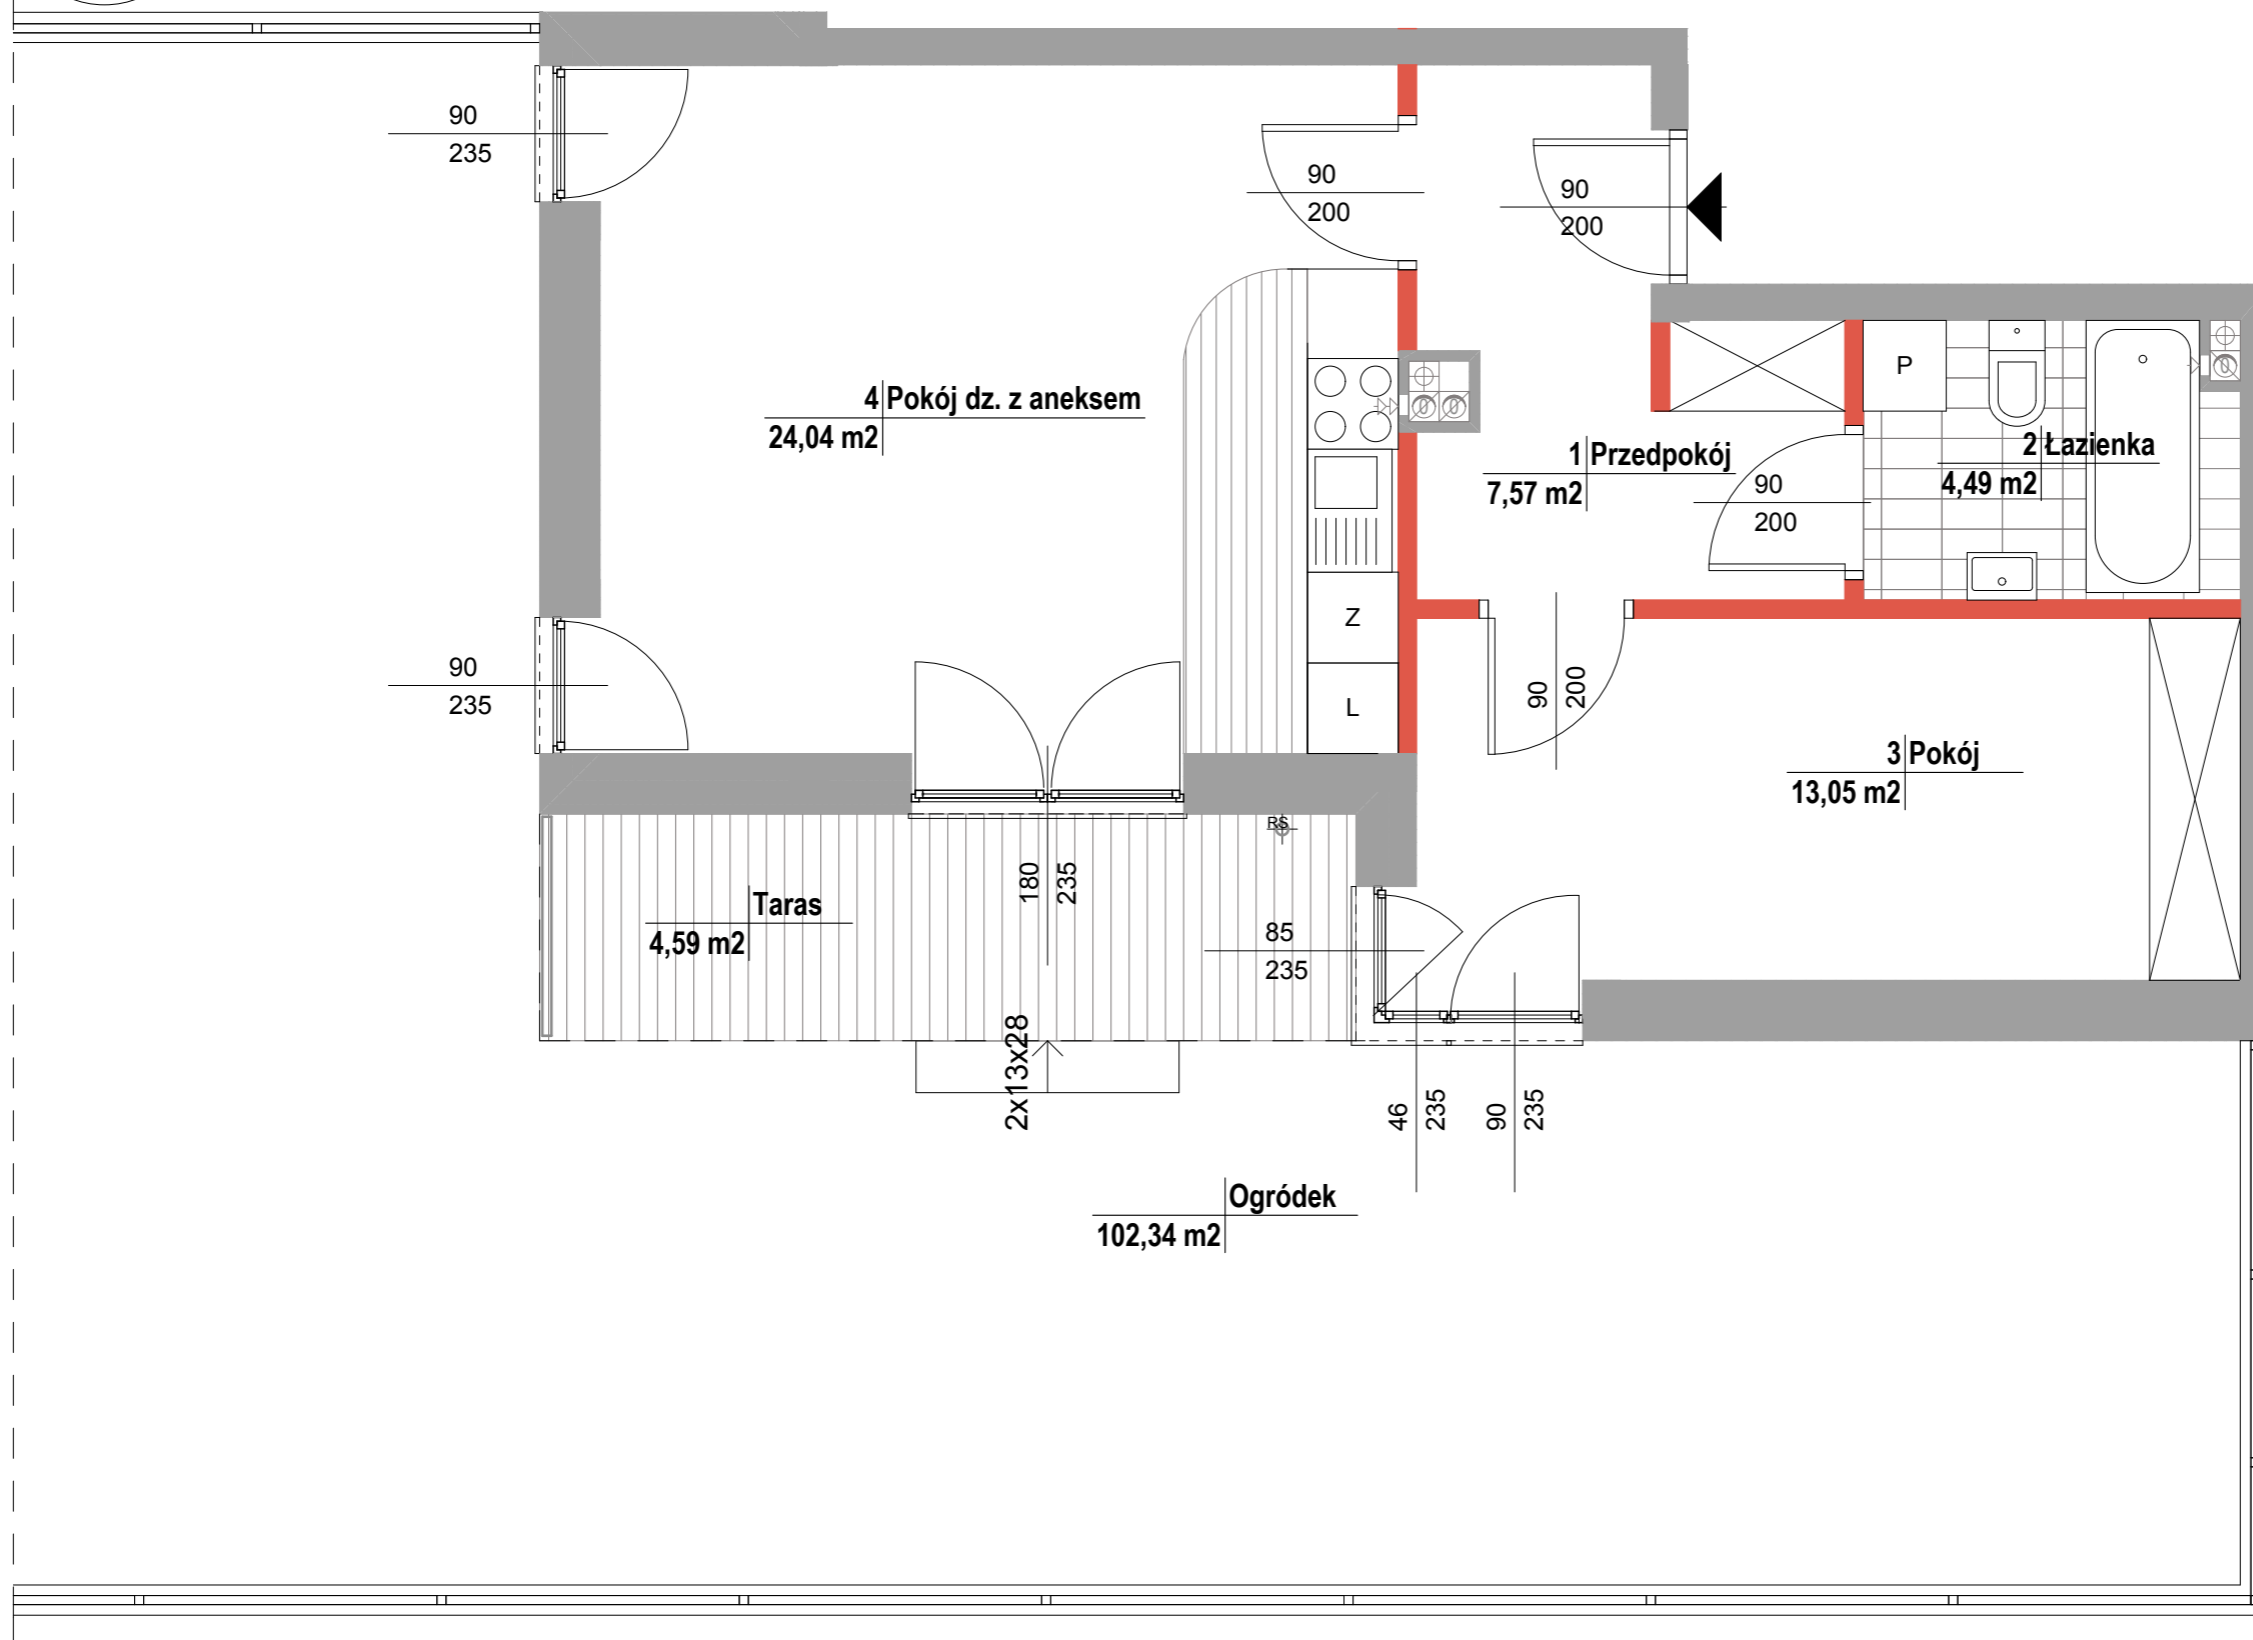 90
235
90
200
90
200
4 Pokój dz. z aneksem
24,04 m2
P
1 Przedpokój
7,57 m2
2 Łazienka
4,49 m2
90
200
Z
L
90
235
90
200
3 Pokój
13,05 m2
RS
Taras
4,59 m2
180
235
85
235
2x13x28
46
235
90
235
Ogródek
102,34 m2